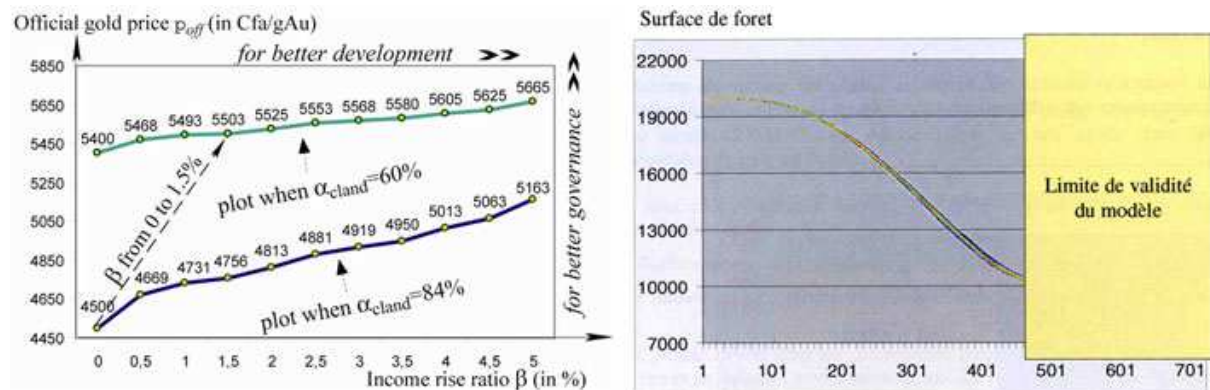 Official gold price p_off (in Cfa/gAu)
for better development >>
5850
5650
5450
5250
5050
4850
4650
4450
5400 5468 5493 5503 5525 5553 5568 5580 5605 5625 5665
plot when α_cland=60%
β from 0 to 1.5%
4500 4669 4731 4756 4813 4881 4919 4950 5013 5063 5163
plot when α_cland=84%
for better governance >>
0 0,5 1 1,5 2 2,5 3 3,5 4 4,5 5
Income rise ratio β (in %)
Surface de foret
22000
19000
16000
13000
10000
7000
1 101 201 301 401 501 601 701
Limite de validité
du modèle